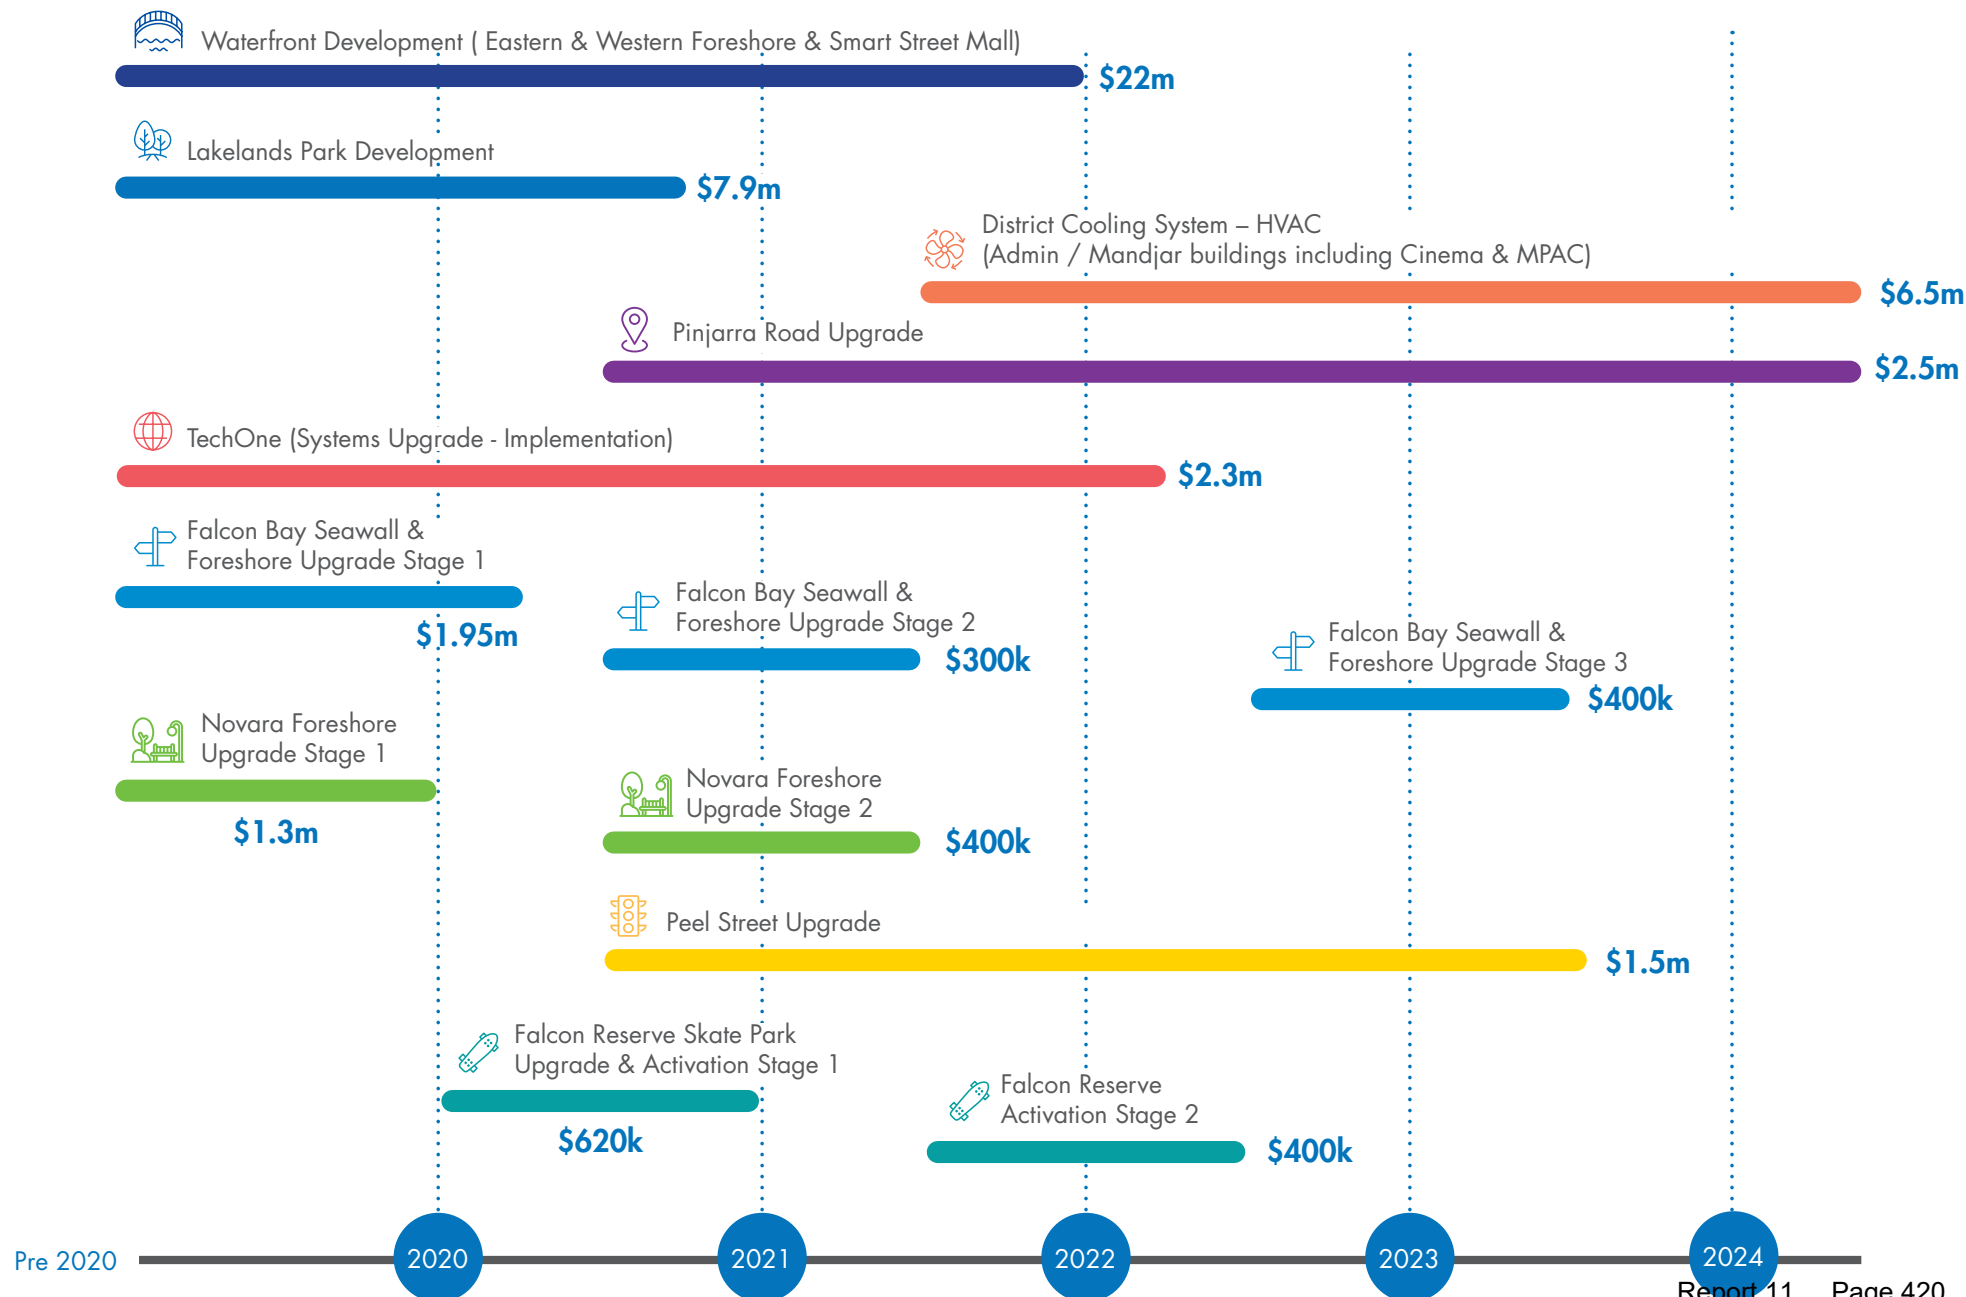 Waterfront Development ( Eastern & Western Foreshore & Smart Street Mall)
$22m
Lakelands Park Development
$7.9m
District Cooling System – HVAC
(Admin / Mandjar buildings including Cinema & MPAC)
$6.5m
Pinjarra Road Upgrade
$2.5m
TechOne (Systems Upgrade - Implementation)
$2.3m
Falcon Bay Seawall &
Foreshore Upgrade Stage 1
$1.95m
Falcon Bay Seawall &
Foreshore Upgrade Stage 2
$300k
Falcon Bay Seawall &
Foreshore Upgrade Stage 3
$400k
Novara Foreshore
Upgrade Stage 1
$1.3m
Novara Foreshore
Upgrade Stage 2
$400k
Peel Street Upgrade
$1.5m
Falcon Reserve Skate Park
Upgrade & Activation Stage 1
$620k
Falcon Reserve
Activation Stage 2
$400k
Pre 2020
2020
2021
2022
2023
2024
Report 11 Page 420